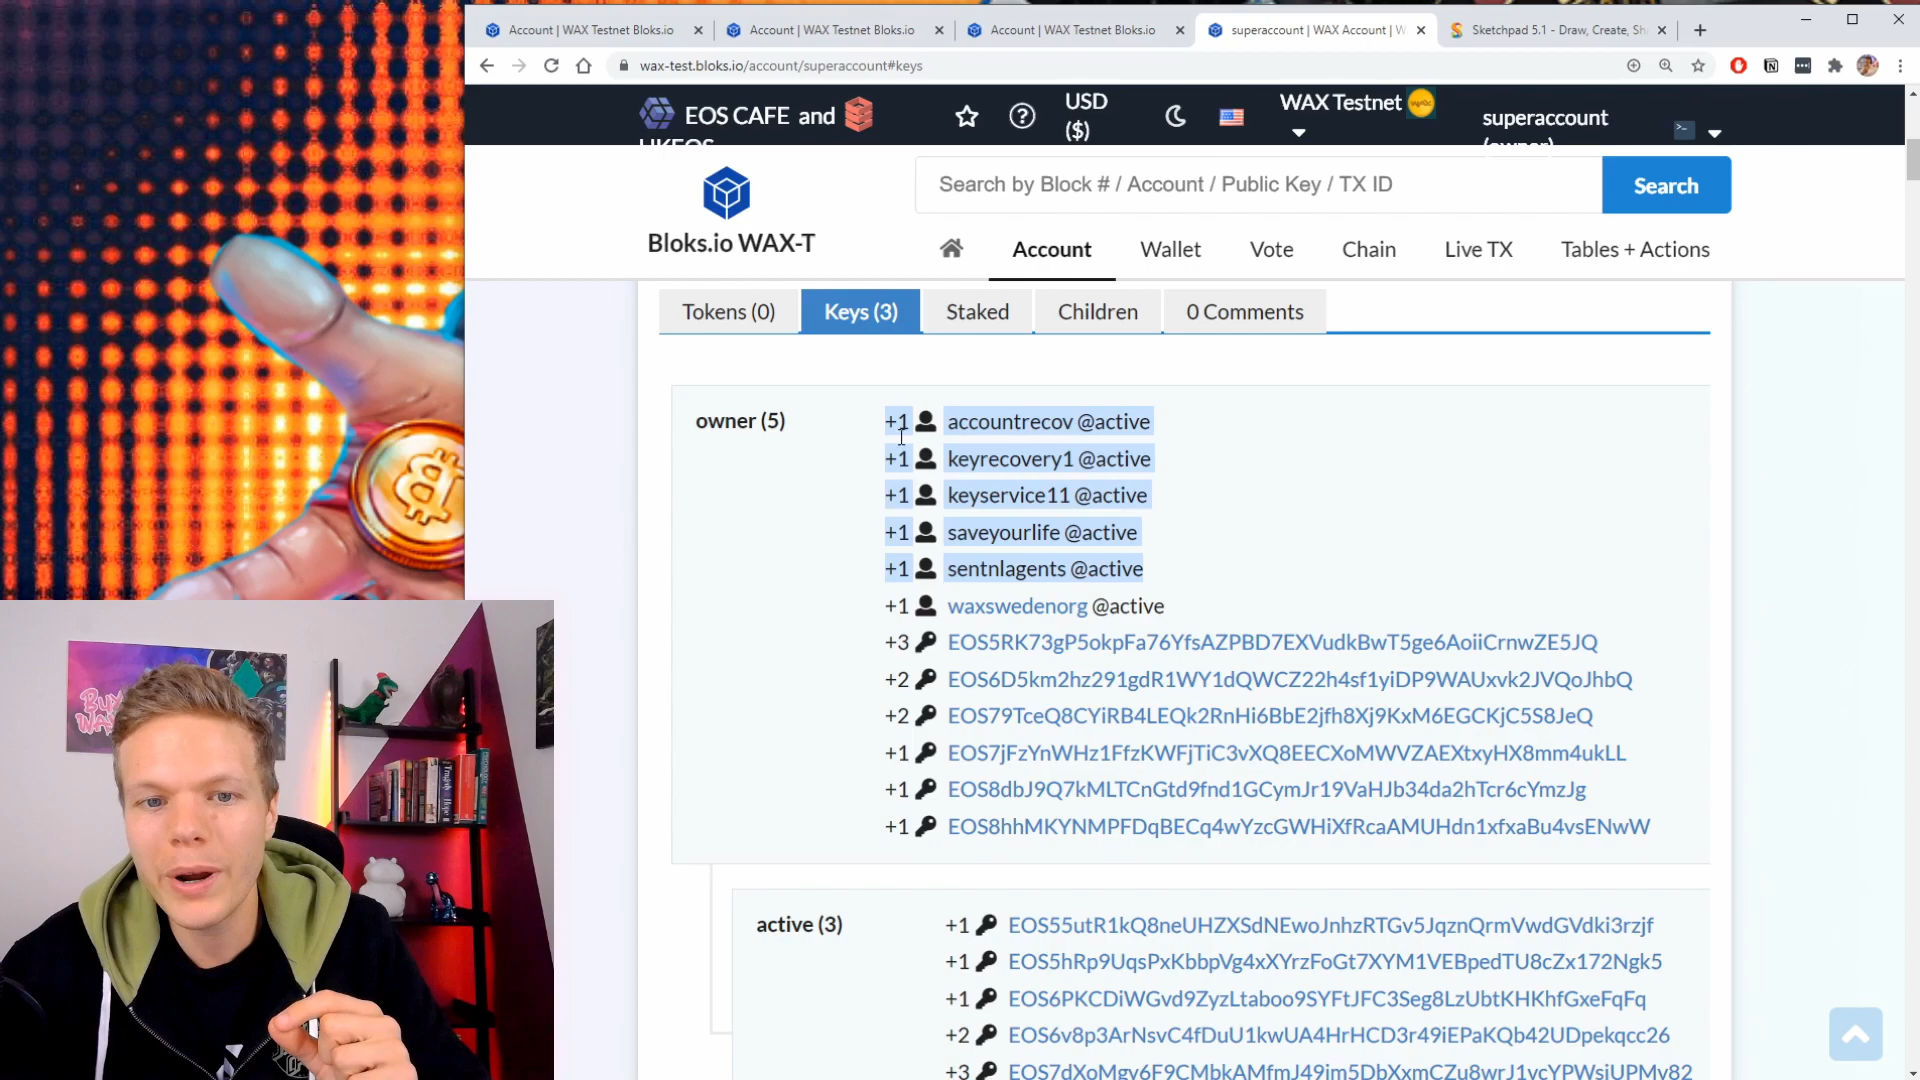 Account | WAX Testnet Bloks.io
Account | WAX Testnet Bloks.io
Account | WAX Testnet Bloks.io
superaccount | WAX Account | W
Sketchpad 5.1 - Draw, Create, Sh
wax-test.bloks.io/account/superaccount#keys
EOS CAFE and
UKEOS
USD ($)
WAX Testnet
superaccount (owner)
Bloks.io WAX-T
Search by Block # / Account / Public Key / TX ID
Search
Account
Wallet
Vote
Chain
Live TX
Tables + Actions
Tokens (0)
Keys (3)
Staked
Children
0 Comments
owner (5)
+1 accountrecov @active
+1 keyrecovery1 @active
+1 keyservice11 @active
+1 saveyourlife @active
+1 sentnlagents @active
+1 waxswedenorg @active
+3 EOS5RK73gP5okpFa76YfsAZPBD7EXVudkBwT5ge6AoiiCrnwZE5JQ
+2 EOS6D5km2hz291gdR1WY1dQWCZ22h4sf1yiDP9WAUxvk2JVQoJhbQ
+2 EOS79TceQ8CYiRB4LEQk2RnHi6BbE2jfh8Xj9KxM6EGCKjC5S8JeQ
+1 EOS7jFzYnWHz1FfzKWFjTiC3vXQ8EECXoMWVZAEXtxyHX8mm4ukLL
+1 EOS8dbJ9Q7kMLTCnGtd9fnd1GCymJr19VaHJb34da2hTcr6cYmzJg
+1 EOS8hhMKYNMPFDqBECq4wYzcGWHiXfRcaAMUHdn1xfxaBu4vsENwW
active (3)
+1 EOS55utR1kQ8neUHZXSdNEwoJnhzRTGv5JqznQrmVwdGVdki3rzjf
+1 EOS5hRp9UqsPxKbbpVg4xXYrzFoGt7XYM1VEBpedTU8cZx172Ngk5
+1 EOS6PKCDiWGvd9ZyzLtaboo9SYFtJFC3Seg8LzUbtKHKhfGxeFqFq
+2 EOS6v8p3ArNsvC4fDuU1kwUA4HrHCD3r49iEPaKQb42UDpekqcc26
+3 EOS7dXoMgv6F9CMbkAMfmJ49im5DbXxmCZu8wrJ1vcYPWsiUPMv82
BUY